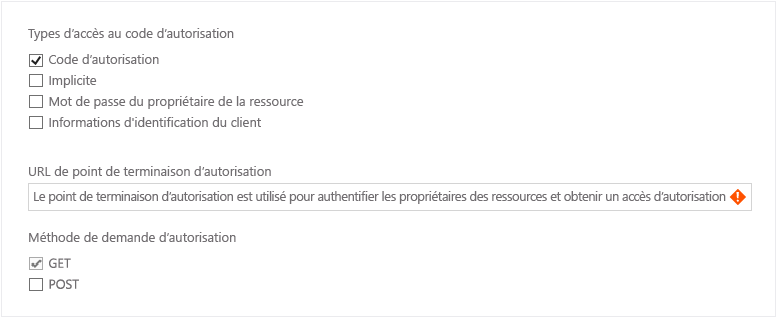 Types d'accès au code d'autorisation
Code d'autorisation
Implicite
Mot de passe du propriétaire de la ressource
Informations d'identification du client
URL de point de terminaison d'autorisation
Le point de terminaison d'autorisation est utilisé pour authentifier les propriétaires des ressources et obtenir un accès d'autorisation
Méthode de demande d'autorisation
GET
POST